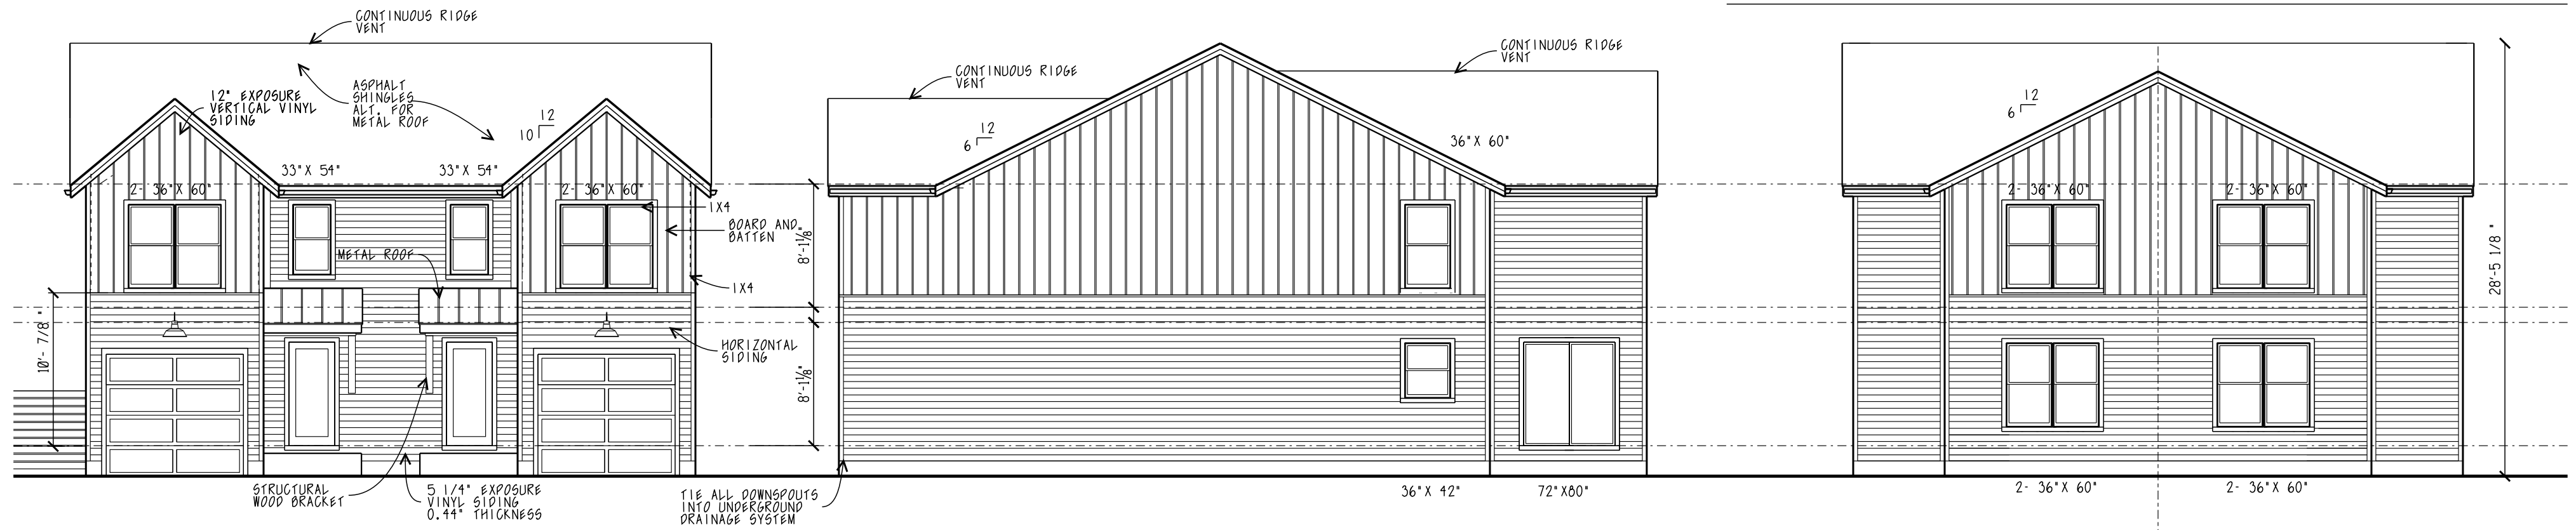 CONTINUOUS RIDGE
VENT
12" EXPOSURE
VERTICAL VINYL
SIDING
ASPHALT
SHINGLES
ALT. FOR
METAL ROOF
12
10
33"X 54"
33"X 54"
2- 36"X 60"
2- 36"X 60"
1X4
BOARD AND
BATTEN
METAL ROOF
1X4
10'- 7/8 "
HORIZONTAL
SIDING
STRUCTURAL
WOOD BRACKET
5 1/4" EXPOSURE
VINYL SIDING
0.44" THICKNESS
CONTINUOUS RIDGE
VENT
CONTINUOUS RIDGE
VENT
12
6
36"X 60"
8'-1⅛"
8'-1⅛"
TIE ALL DOWNSPOUTS
INTO UNDERGROUND
DRAINAGE SYSTEM
36"X 42"
72"X80"
12
6
2- 36"X 60"
2- 36"X 60"
28'-5 1/8 "
2- 36"X 60"
2- 36"X 60"